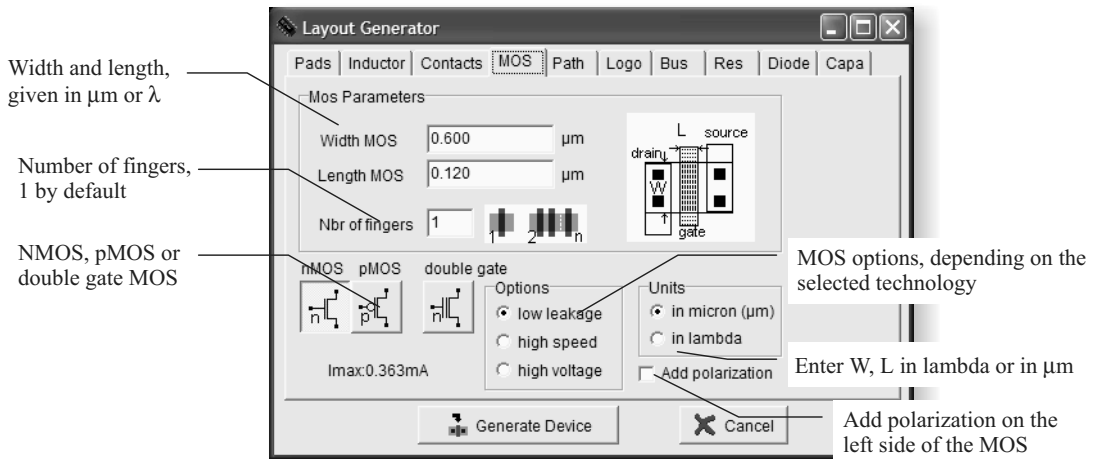 Layout Generator
Pads Inductor Contacts MOS Path Logo Bus Res Diode Capa
Width and length,
given in μm or λ
Mos Parameters
Width MOS 0.600 μm
Length MOS 0.120 μm
Number of fingers,
1 by default
Nbr of fingers 1
1 2 n
L source
drain
W
gate
NMOS, pMOS or
double gate MOS
nMOS pMOS double gate
n p n
Options
low leakage
high speed
high voltage
Units
in micron (μm)
in lambda
Add polarization
Imax:0.363mA
MOS options, depending on the
selected technology
Enter W, L in lambda or in μm
Add polarization on the
left side of the MOS
Generate Device Cancel